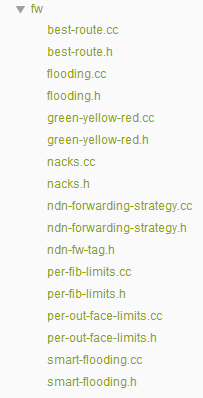 fw
best-route.cc
best-route.h
flooding.cc
flooding.h
green-yellow-red.cc
green-yellow-red.h
nacks.cc
nacks.h
ndn-forwarding-strategy.cc
ndn-forwarding-strategy.h
ndn-fw-tag.h
per-fib-limits.cc
per-fib-limits.h
per-out-face-limits.cc
per-out-face-limits.h
smart-flooding.cc
smart-flooding.h